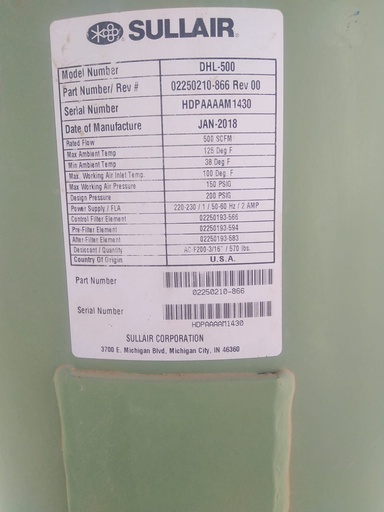 SULLAIR
Model Number DHL-500
Part Number/ Rev # 02250210-866 Rev 00
Serial Number HDPAAAAM1430
Date of Manufacture JAN-2018
Rated Flow 500 SCFM
Max Ambient Temp 125 Deg F
Min Ambient Temp 38 Deg F
Max. Working Air Inlet Temp. 100 Deg. F
Max Working Air Pressure 150 PSIG
Design Pressure 200 PSIG
Power Supply / FLA 220-230 / 1 / 50-60 Hz / 2 AMP
Control Filter Element 02250193-566
Pre-Filter Element 02250193-594
After Filter Element 02250193-583
Desiccant / Quantity 3/16" / 570 lbs.
Country Of Origin U.S.A.
Part Number
02250210-866
Serial Number
HDPAAAAM1430
SULLAIR CORPORATION
3700 E. Michigan Blvd, Michigan City, IN 46360